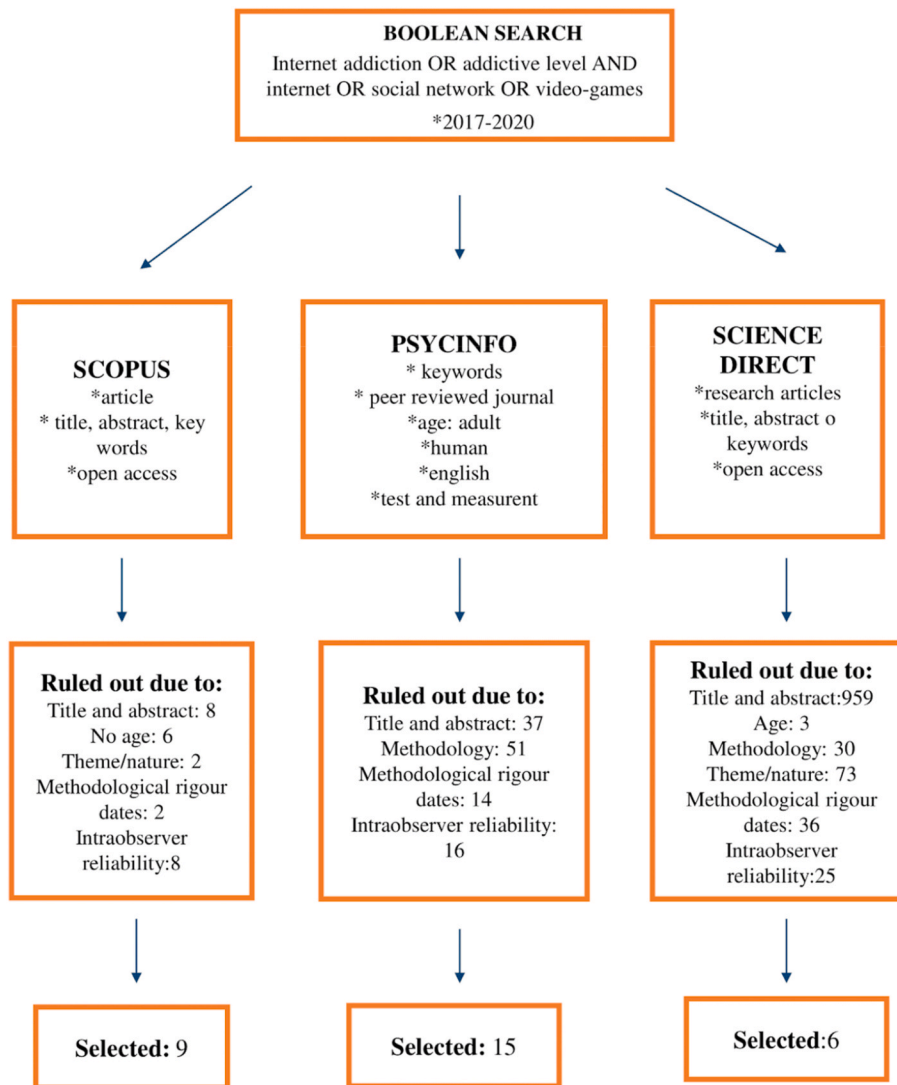 BOOLEAN SEARCH
Internet addiction OR addictive level AND
internet OR social network OR video-games
*2017-2020
SCOPUS
*article
* title, abstract, key
words
*open access
PSYCINFO
* keywords
* peer reviewed journal
*age: adult
*human
*english
*test and measurent
SCIENCE
DIRECT
*research articles
*title, abstract o
keywords
*open access
Ruled out due to:
Title and abstract: 8
No age: 6
Theme/nature: 2
Methodological rigour
dates: 2
Intraobserver
reliability:8
Ruled out due to:
Title and abstract: 37
Methodology: 51
Methodological rigour
dates: 14
Intraobserver reliability:
16
Ruled out due to:
Title and abstract:959
Age: 3
Methodology: 30
Theme/nature: 73
Methodological rigour
dates: 36
Intraobserver
reliability:25
Selected: 9
Selected: 15
Selected:6